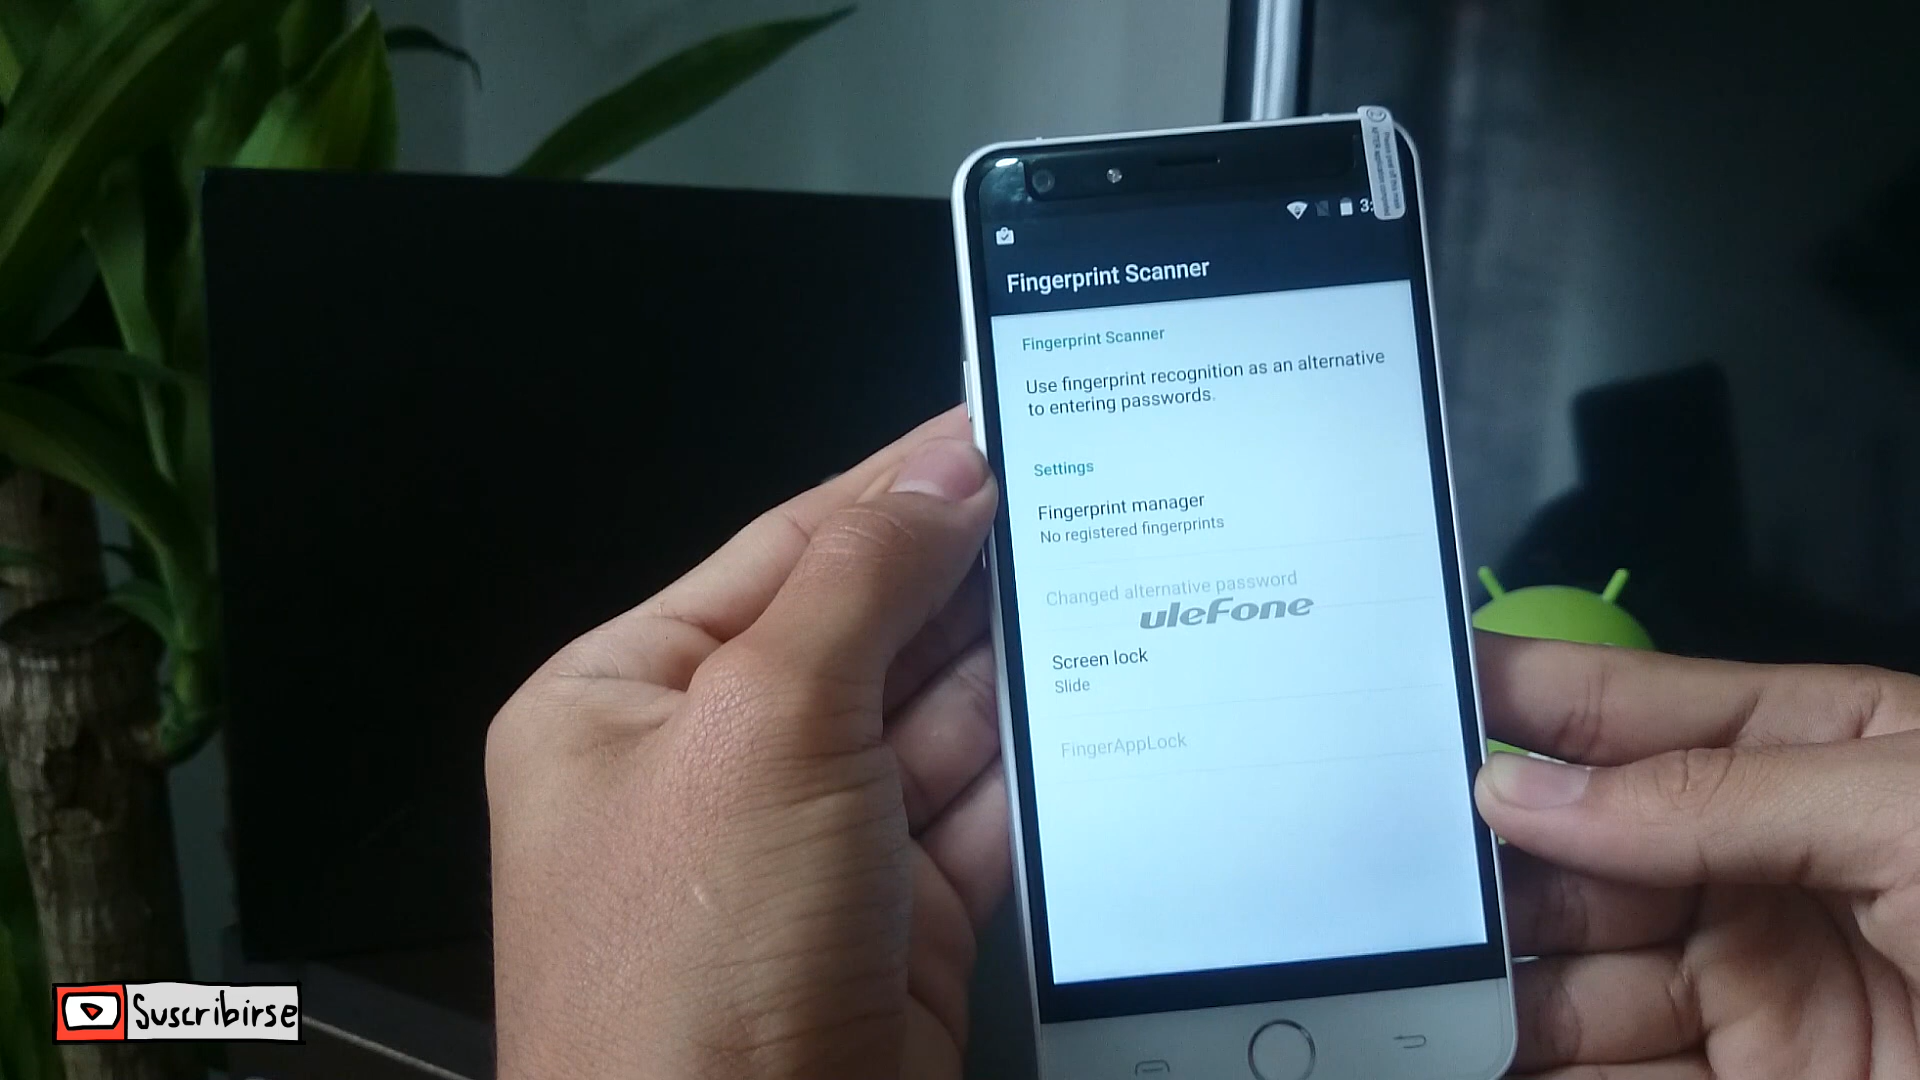 3:
Fingerprint Scanner
Fingerprint Scanner
Use fingerprint recognition as an alternative
to entering passwords.
Settings
Fingerprint manager
No registered fingerprints
Changed alternative password
uleFone
Screen lock
Slide
FingerAppLock
Suscribirse